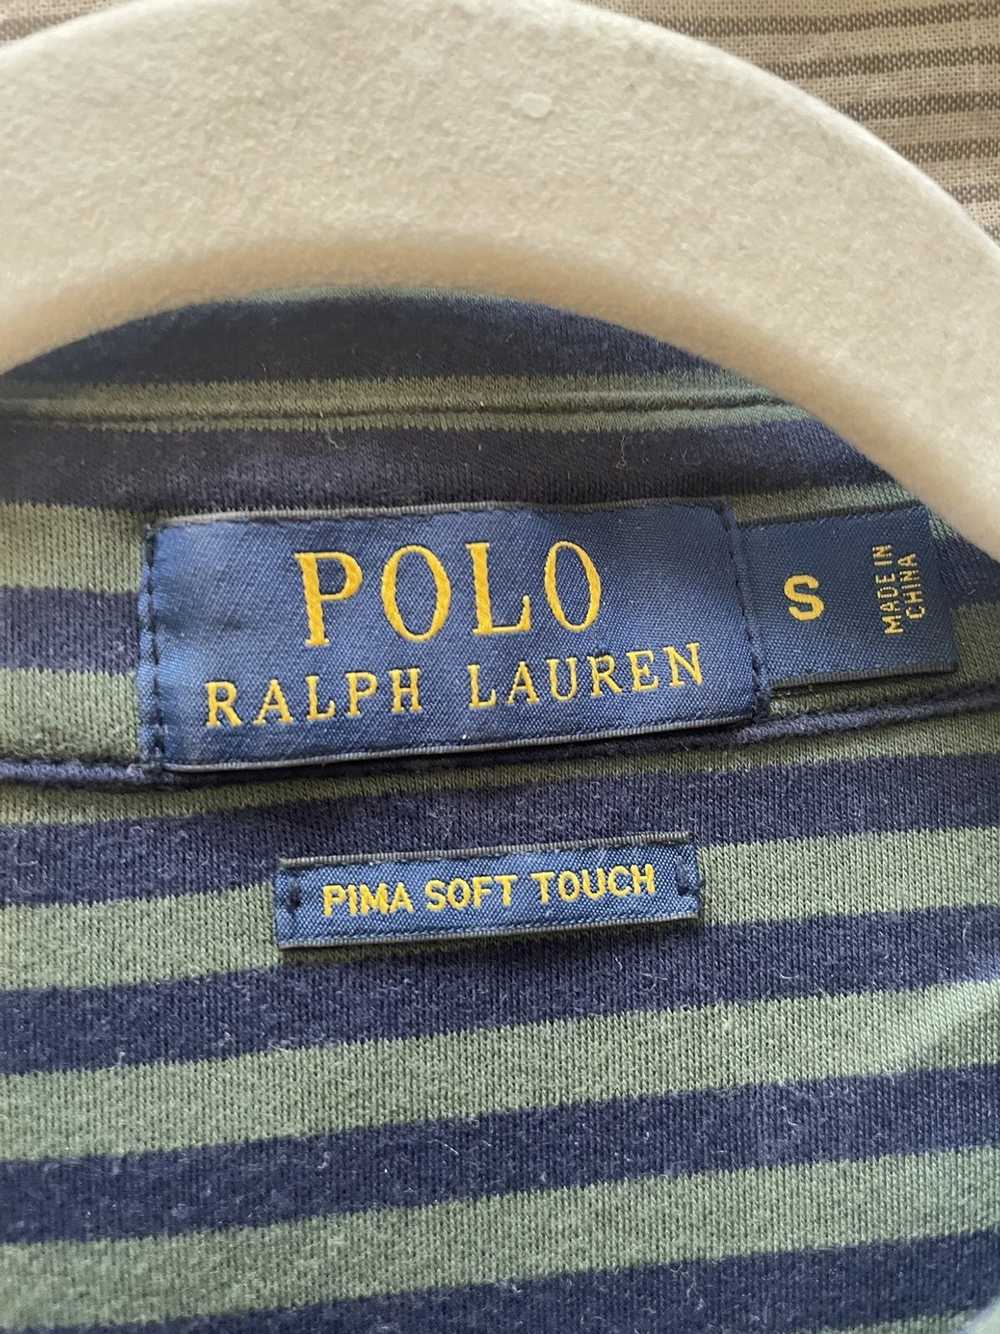 POLO
RALPH LAUREN
S
MADE IN
CHINA
PIMA SOFT TOUCH